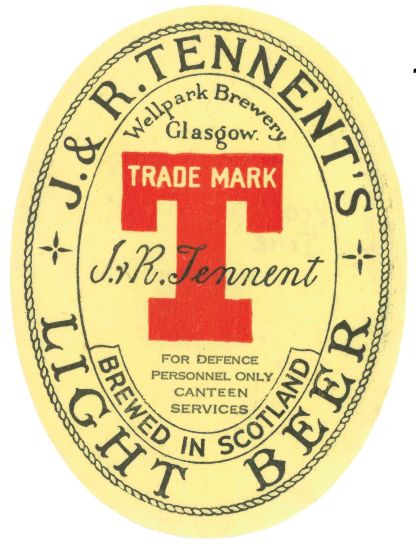 J. & R. TENNENT'S
Wellpark Brewery
Glasgow.
TRADE MARK
T
J. & R. Tennent
FOR DEFENCE
PERSONNEL ONLY
CANTEEN
SERVICES
BREWED IN SCOTLAND
LIGHT BEER